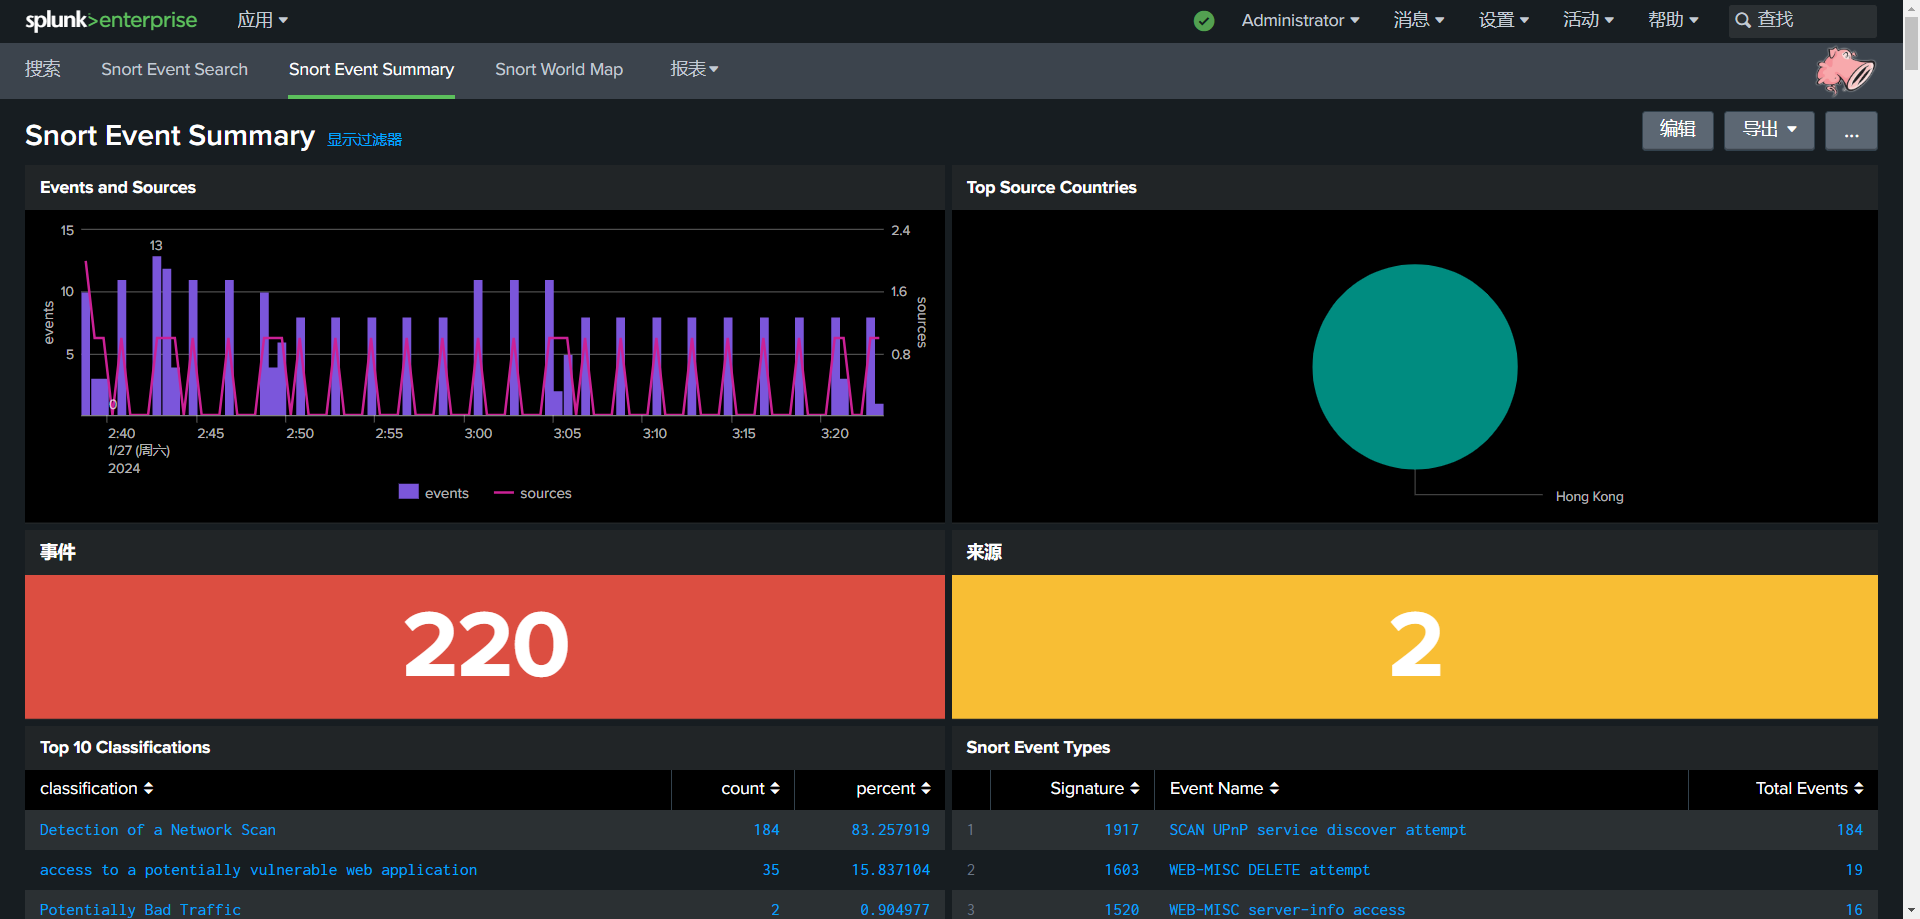 splunk>enterprise 应用 Administrator 消息 设置 活动 帮助 查找
搜索 Snort Event Search Snort Event Summary Snort World Map 报表
Snort Event Summary 显示过滤器 编辑 导出 ...
Events and Sources
15 2.4
13
10 1.6
events sources
5 0.8
0
2:40 2:45 2:50 2:55 3:00 3:05 3:10 3:15 3:20
1/27 (周六)
2024
events sources
Top Source Countries
Hong Kong
事件
220
来源
2
Top 10 Classifications
classification count percent
Detection of a Network Scan 184 83.257919
access to a potentially vulnerable web application 35 15.837104
Potentially Bad Traffic 2 0.904977
Snort Event Types
Signature Event Name Total Events
1 1917 SCAN UPnP service discover attempt 184
2 1603 WEB-MISC DELETE attempt 19
3 1520 WEB-MISC server-info access 16